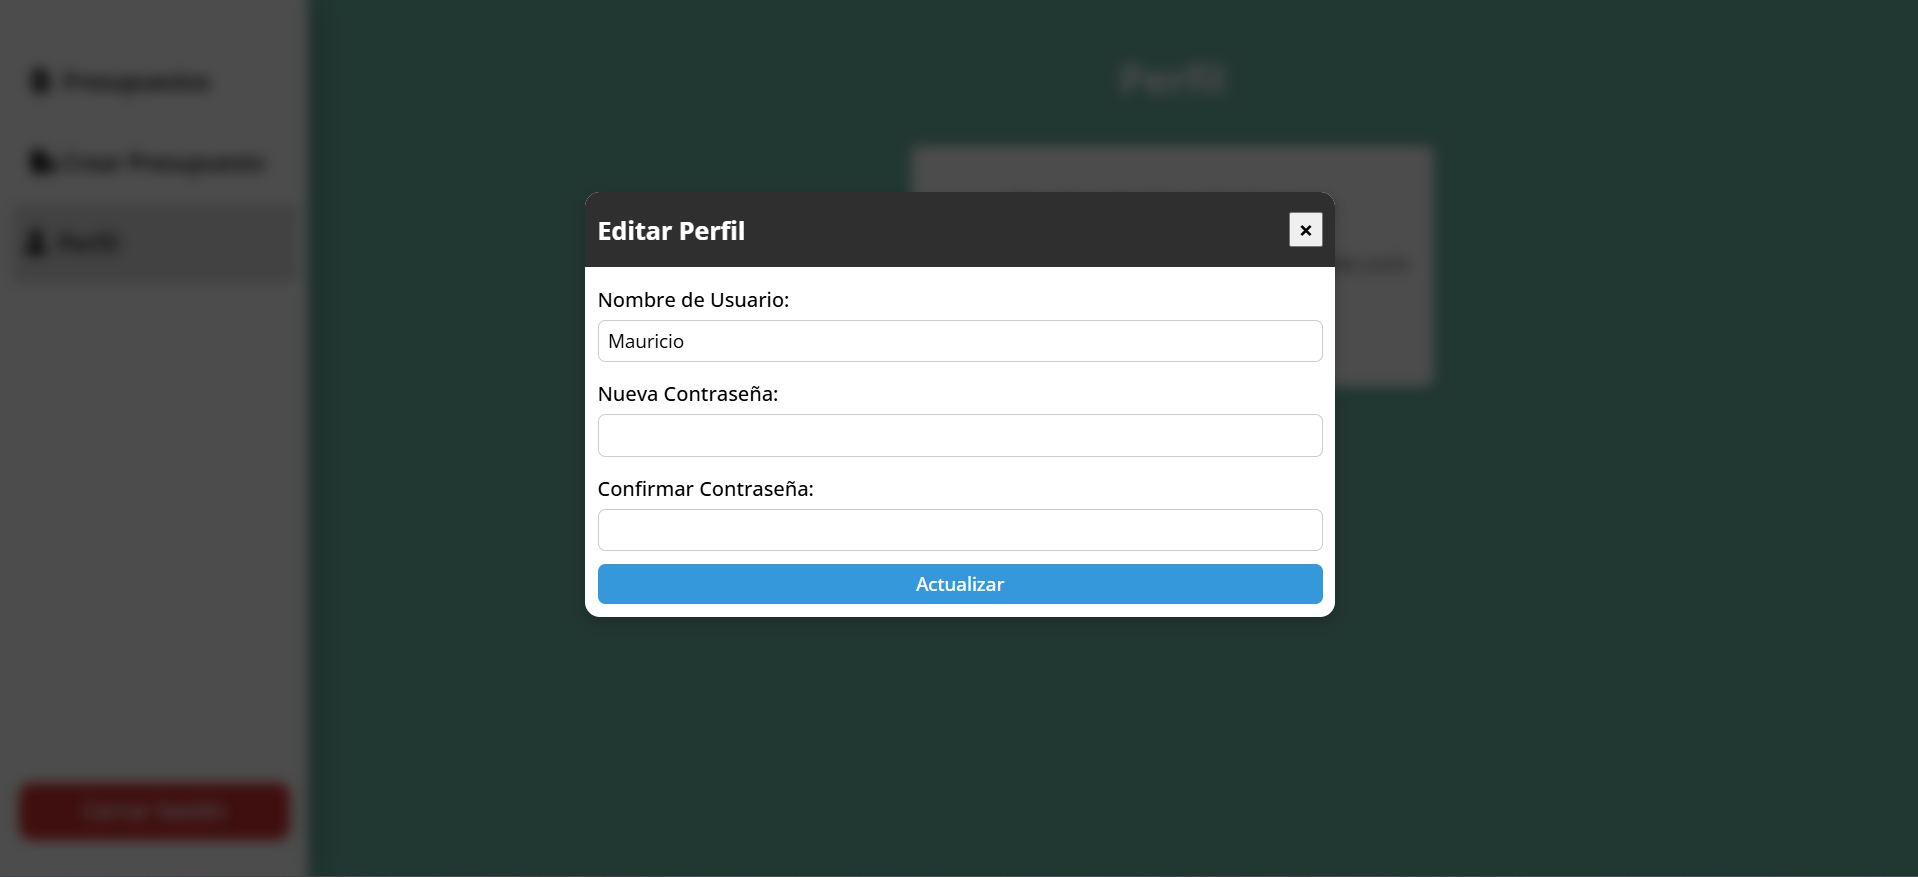 Presupuestos
Crear Presupuesto
Perfil
Cerrar Sesión
Perfil
Editar Perfil
×
Nombre de Usuario:
Mauricio
Nueva Contraseña:
Confirmar Contraseña:
Actualizar